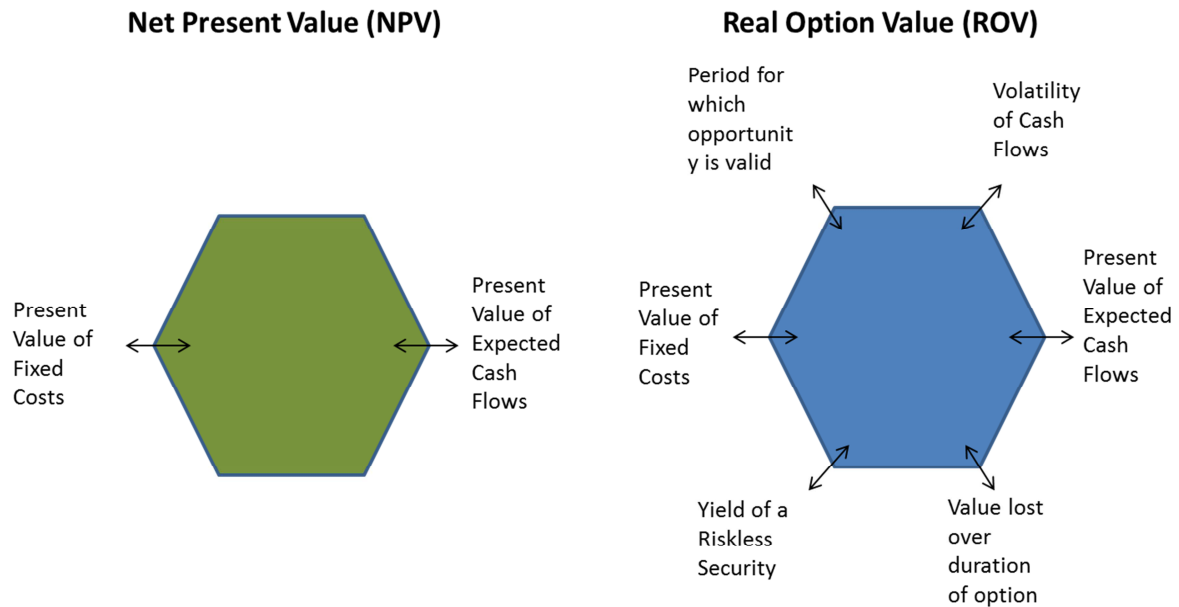 Net Present Value (NPV)
Present
Value of
Fixed
Costs
Present
Value of
Expected
Cash
Flows
Real Option Value (ROV)
Period for
which
opportunit
y is valid
Volatility
of Cash
Flows
Present
Value of
Fixed
Costs
Present
Value of
Expected
Cash
Flows
Yield of a
Riskless
Security
Value lost
over
duration
of option